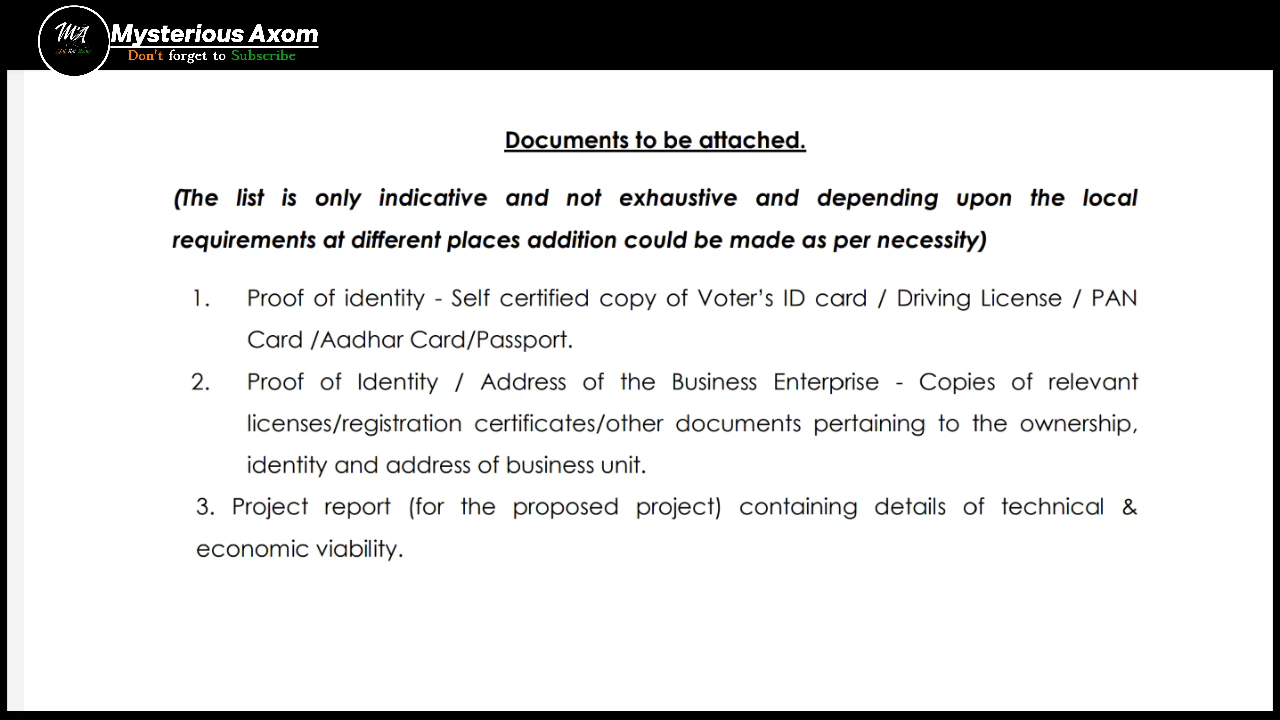 MA
Mysterious Axom
Don't forget to Subscribe
Documents to be attached.
(The list is only indicative and not exhaustive and depending upon the local
requirements at different places addition could be made as per necessity)
1. Proof of identity - Self certified copy of Voter's ID card / Driving License / PAN
Card /Aadhar Card/Passport.
2. Proof of Identity / Address of the Business Enterprise - Copies of relevant
licenses/registration certificates/other documents pertaining to the ownership,
identity and address of business unit.
3. Project report (for the proposed project) containing details of technical &
economic viability.